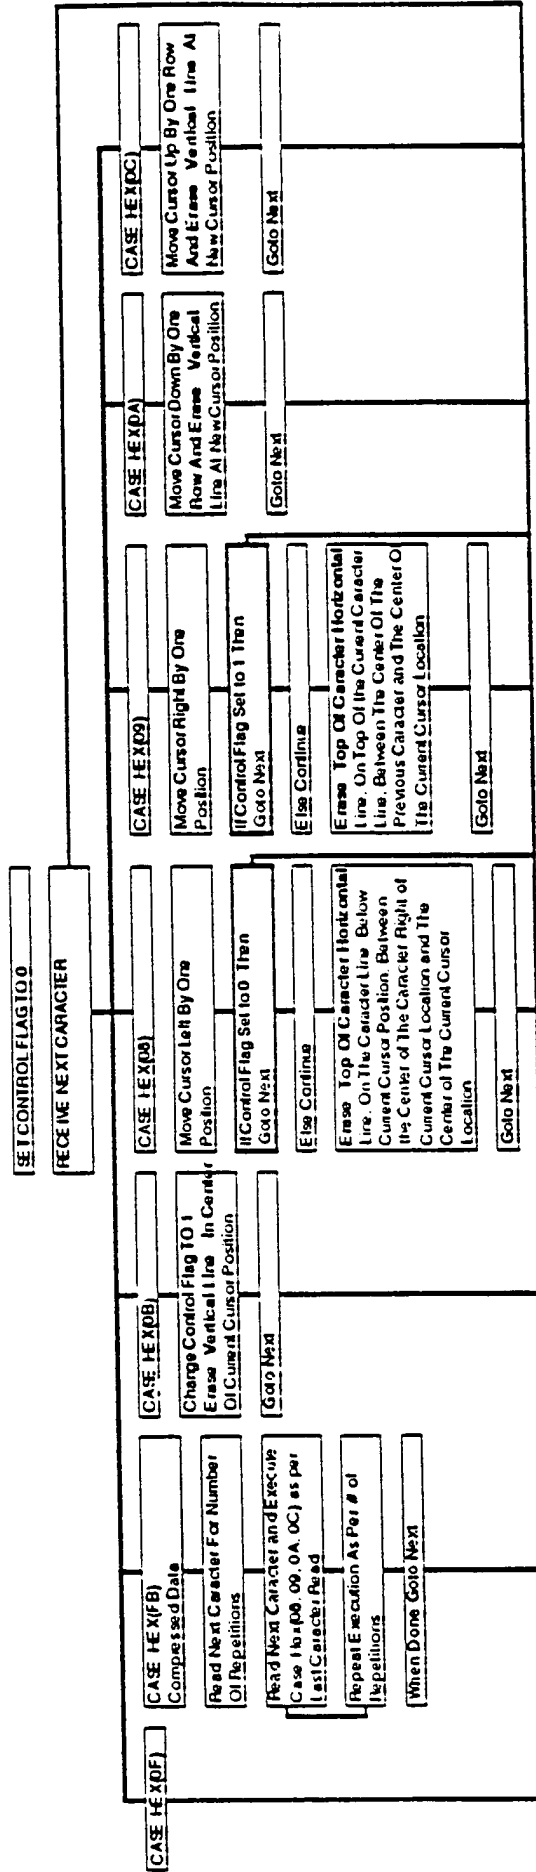 SET CONTROL FLAG TO 0
RECEIVE NEXT CARACTER
CASE HEX(0F)
CASE HEX(FB)
Compressed Data
Read Next Caracter For Number
Of Repetitions
Read Next Caracter and Execute
Case Hex(08, 09, 0A, 0C) as per
Last Caracter Read
Repeat Execution As Per # of
Repetitions
When Done Goto Next
CASE HEX(0B)
Change Control Flag TO 1
Erase Vertical Line In Center
Of Current Cursor Position
Goto Next
CASE HEX(08)
Move Cursor Left By One
Position
If Control Flag Set to 0 Then
Goto Next
Else Continue
Erase Top Of Caracter Horizontal
Line, On The Caracter Line Below
Current Cursor Position, Between
the Center of The Caracter Right of
Current Cursor Location and The
Center of The Current Cursor
Location
Goto Next
CASE HEX(09)
Move Cursor Right By One
Position
If Control Flag Set to 1 Then
Goto Next
Else Continue
Erase Top Of Caracter Horizontal
Line, On Top Of the Current Caracter
Line, Between The Center Of The
Previous Caracter and The Center O
The Current Cursor Location
Goto Next
CASE HEX(0A)
Move Cursor Down By One
Row And Erase Vertical
Line At New Cursor Position
Goto Next
CASE HEX(0C)
Move Cursor Up By One Row
And Erase Vertical Line At
New Cursor Position
Goto Next